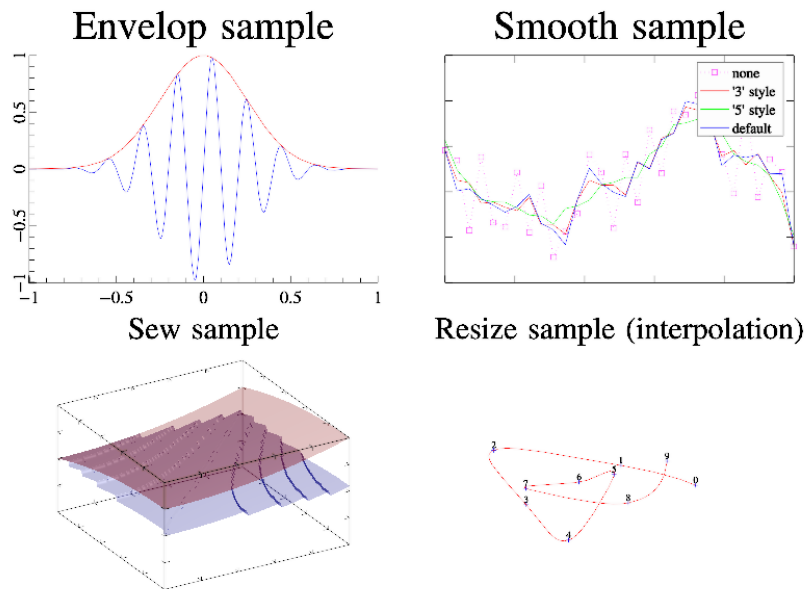 Envelop sample
Smooth sample
none
'3' style
'5' style
default
1
0.5
0
−0.5
−1
−1
−0.5
0
0.5
1
Sew sample
Resize sample (interpolation)
2
1
9
5
0
6
7
3
8
4